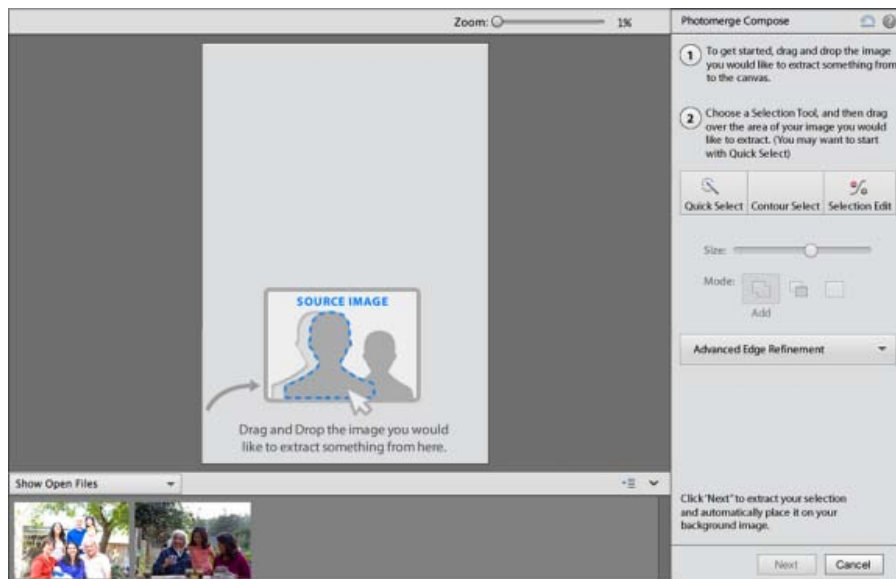 Zoom: 1%
Photomerge Compose
1 To get started, drag and drop the image
you would like to extract something from
to the canvas.
2 Choose a Selection Tool, and then drag
over the area of your image you would
like to extract. (You may want to start
with Quick Select)
Quick Select Contour Select Selection Edit
Size:
Mode:
Add
Advanced Edge Refinement
SOURCE IMAGE
Drag and Drop the image you would
like to extract something from here.
Show Open Files
Click "Next" to extract your selection
and automatically place it on your
background image.
Next Cancel